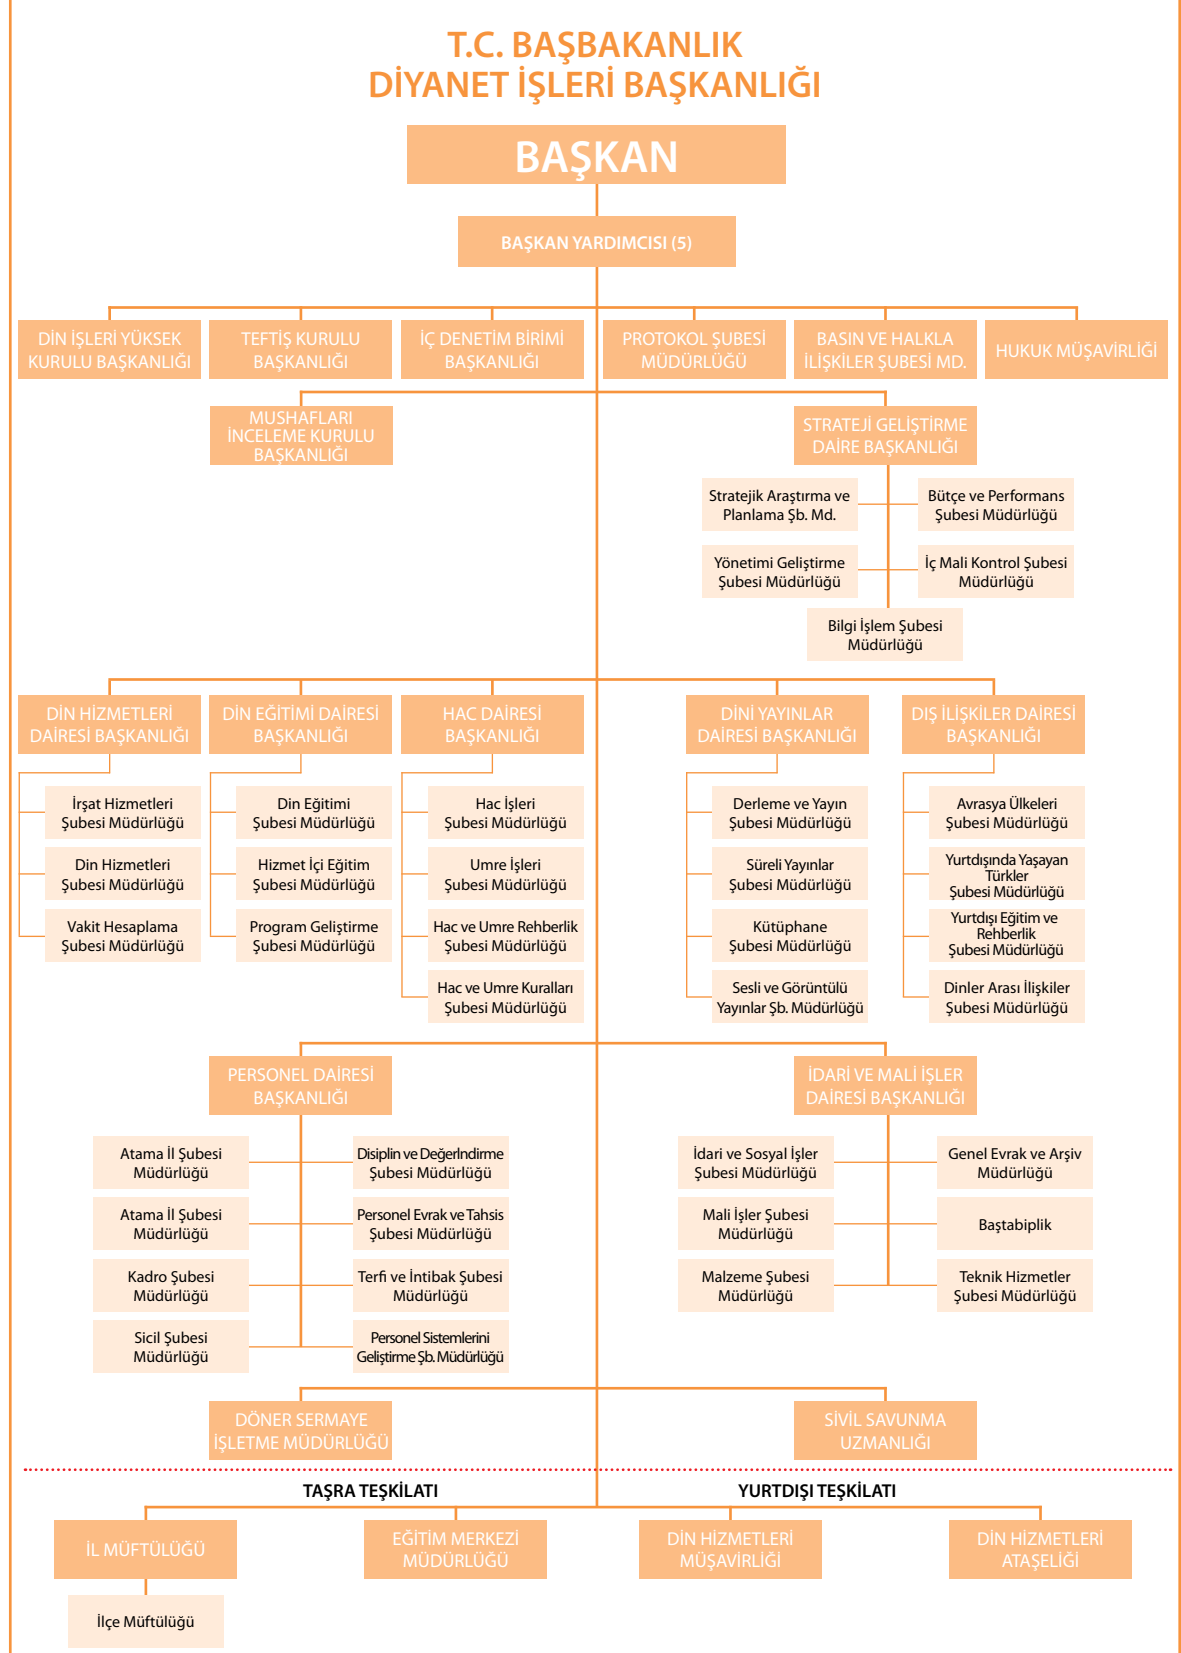 T.C. BAŞBAKANLIK
DİYANET İŞLERİ BAŞKANLIĞI
BAŞKAN
BAŞKAN YARDIMCISI (5)
DİN İŞLERİ YÜKSEK
KURULU BAŞKANLIĞI
TEFTİŞ KURULU
BAŞKANLIĞI
İÇ DENETİM BİRİMİ
BAŞKANLIĞI
PROTOKOL ŞUBESİ
MÜDÜRLÜĞÜ
BASIN VE HALKLA
İLİŞKİLER ŞUBESİ MD.
HUKUK MÜŞAVİRLİĞİ
MUSHAFLARI
İNCELEME KURULU
BAŞKANLIĞI
STRATEJİ GELİŞTİRME
DAİRE BAŞKANLIĞI
Stratejik Araştırma ve
Planlama Şb. Md.
Bütçe ve Performans
Şubesi Müdürlüğü
Yönetimi Geliştirme
Şubesi Müdürlüğü
İç Mali Kontrol Şubesi
Müdürlüğü
Bilgi İşlem Şubesi
Müdürlüğü
DİN HİZMETLERİ
DAİRESİ BAŞKANLIĞI
İrşat Hizmetleri
Şubesi Müdürlüğü
Din Hizmetleri
Şubesi Müdürlüğü
Vakit Hesaplama
Şubesi Müdürlüğü
DİN EĞİTİMİ DAİRESİ
BAŞKANLIĞI
Din Eğitimi
Şubesi Müdürlüğü
Hizmet İçi Eğitim
Şubesi Müdürlüğü
Program Geliştirme
Şubesi Müdürlüğü
HAC DAİRESİ
BAŞKANLIĞI
Hac İşleri
Şubesi Müdürlüğü
Umre İşleri
Şubesi Müdürlüğü
Hac ve Umre Rehberlik
Şubesi Müdürlüğü
Hac ve Umre Kuralları
Şubesi Müdürlüğü
DİNİ YAYINLAR
DAİRESİ BAŞKANLIĞI
Derleme ve Yayın
Şubesi Müdürlüğü
Süreli Yayınlar
Şubesi Müdürlüğü
Kütüphane
Şubesi Müdürlüğü
Sesli ve Görüntülü
Yayınlar Şb. Müdürlüğü
DIŞ İLİŞKİLER DAİRESİ
BAŞKANLIĞI
Avrasya Ülkeleri
Şubesi Müdürlüğü
Yurtdışında Yaşayan
Türkler
Şubesi Müdürlüğü
Yurtdışı Eğitim ve
Rehberlik
Şubesi Müdürlüğü
Dinler Arası İlişkiler
Şubesi Müdürlüğü
PERSONEL DAİRESİ
BAŞKANLIĞI
Atama İl Şubesi
Müdürlüğü
Disiplin ve Değerlndirme
Şubesi Müdürlüğü
Atama İl Şubesi
Müdürlüğü
Personel Evrak ve Tahsis
Şubesi Müdürlüğü
Kadro Şubesi
Müdürlüğü
Terfi ve İntibak Şubesi
Müdürlüğü
Sicil Şubesi
Müdürlüğü
Personel Sistemlerini
Geliştirme Şb. Müdürlüğü
İDARİ VE MALİ İŞLER
DAİRESİ BAŞKANLIĞI
İdari ve Sosyal İşler
Şubesi Müdürlüğü
Genel Evrak ve Arşiv
Müdürlüğü
Mali İşler Şubesi
Müdürlüğü
Baştabiplik
Malzeme Şubesi
Müdürlüğü
Teknik Hizmetler
Şubesi Müdürlüğü
DÖNER SERMAYE
İŞLETME MÜDÜRLÜĞÜ
SİVİL SAVUNMA
UZMANLIĞI
TAŞRA TEŞKİLATI
YURTDIŞI TEŞKİLATI
İL MÜFTÜLÜĞÜ
EĞİTİM MERKEZİ
MÜDÜRLÜĞÜ
DİN HİZMETLERİ
MÜŞAVİRLİĞİ
DİN HİZMETLERİ
ATAŞELİĞİ
İlçe Müftülüğü